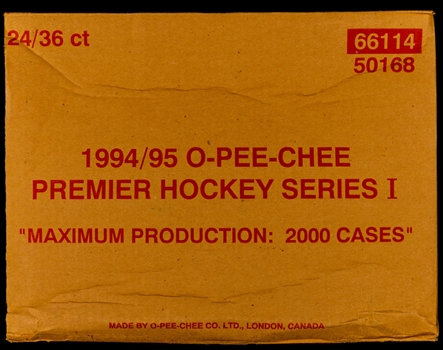 24/36 ct
66114
50168
1994/95 O-PEE-CHEE
PREMIER HOCKEY SERIES I
"MAXIMUM PRODUCTION: 2000 CASES"
MADE BY O-PEE-CHEE CO. LTD., LONDON, CANADA